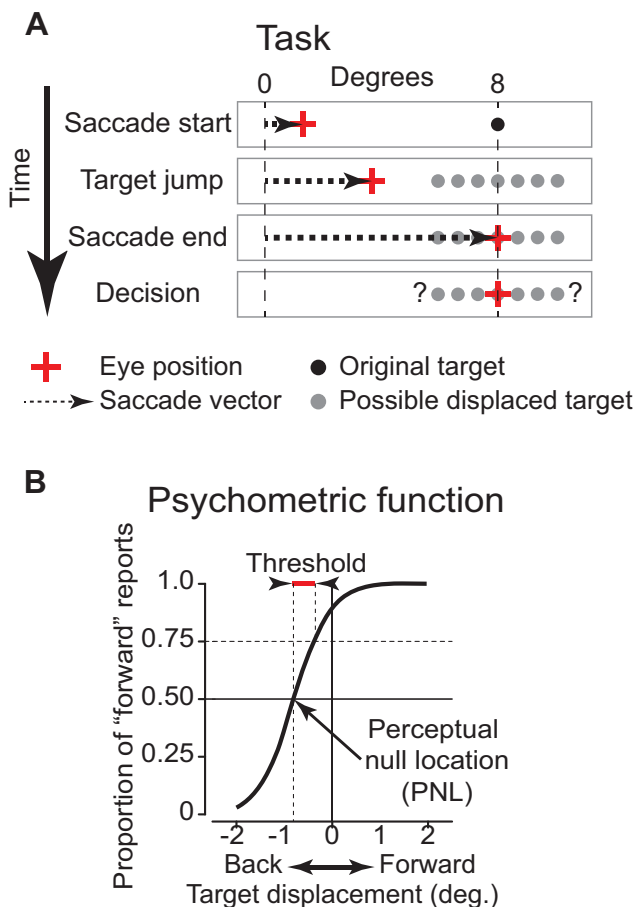 A
Task
0 Degrees 8
Saccade start
Target jump
Saccade end
Decision
? ?
Time
Eye position
Original target
Saccade vector
Possible displaced target
B
Psychometric function
Threshold
Proportion of “forward” reports
1.0
0.75
0.50
0.25
0
Perceptual
null location
(PNL)
-2 -1 0 1 2
Back Forward
Target displacement (deg.)